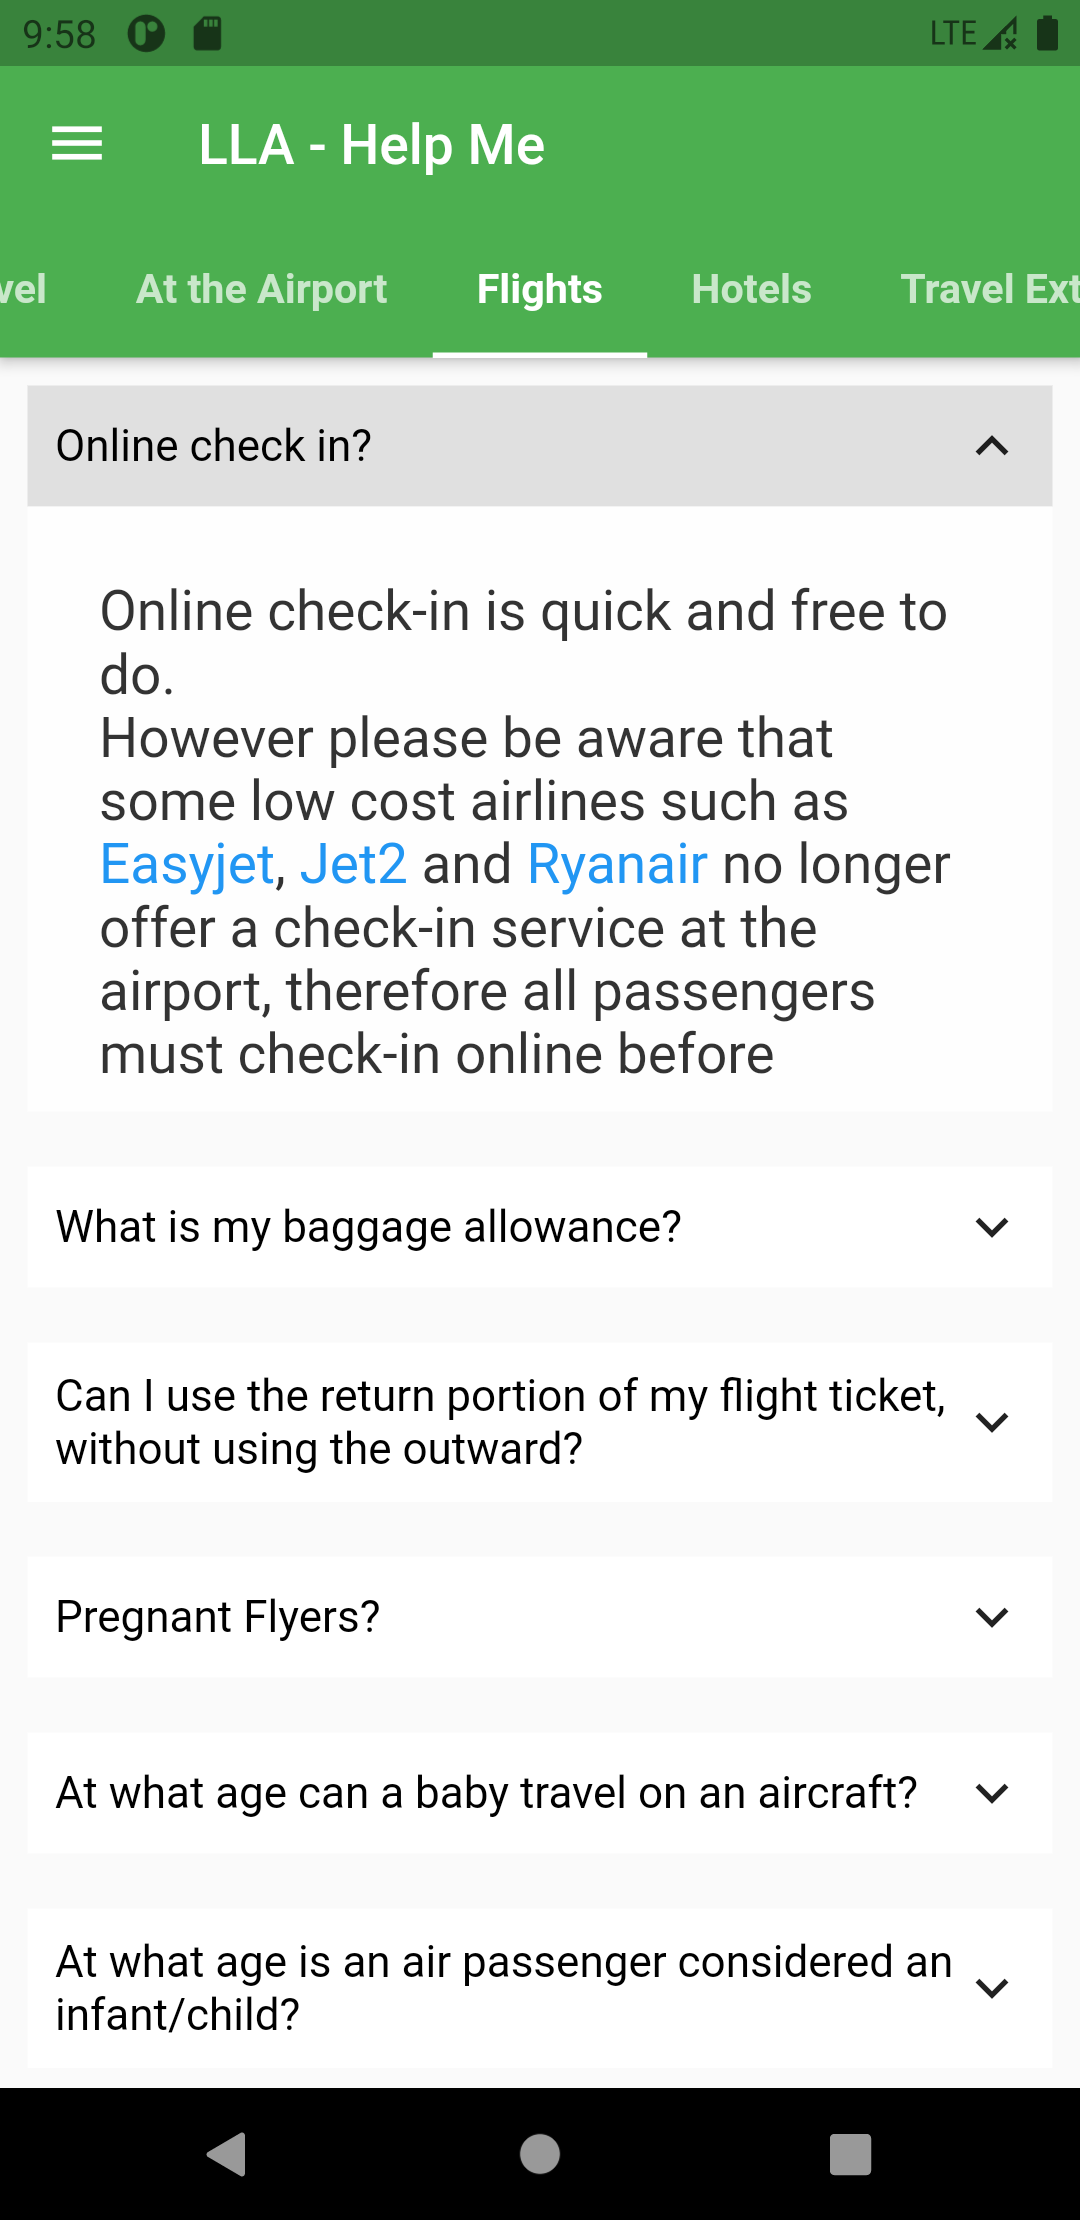 9:58
LTE
LLA - Help Me
vel
At the Airport
Flights
Hotels
Travel Ext
Online check in?
Online check-in is quick and free to
do.
However please be aware that
some low cost airlines such as
Easyjet, Jet2 and Ryanair no longer
offer a check-in service at the
airport, therefore all passengers
must check-in online before
What is my baggage allowance?
Can I use the return portion of my flight ticket,
without using the outward?
Pregnant Flyers?
At what age can a baby travel on an aircraft?
At what age is an air passenger considered an
infant/child?